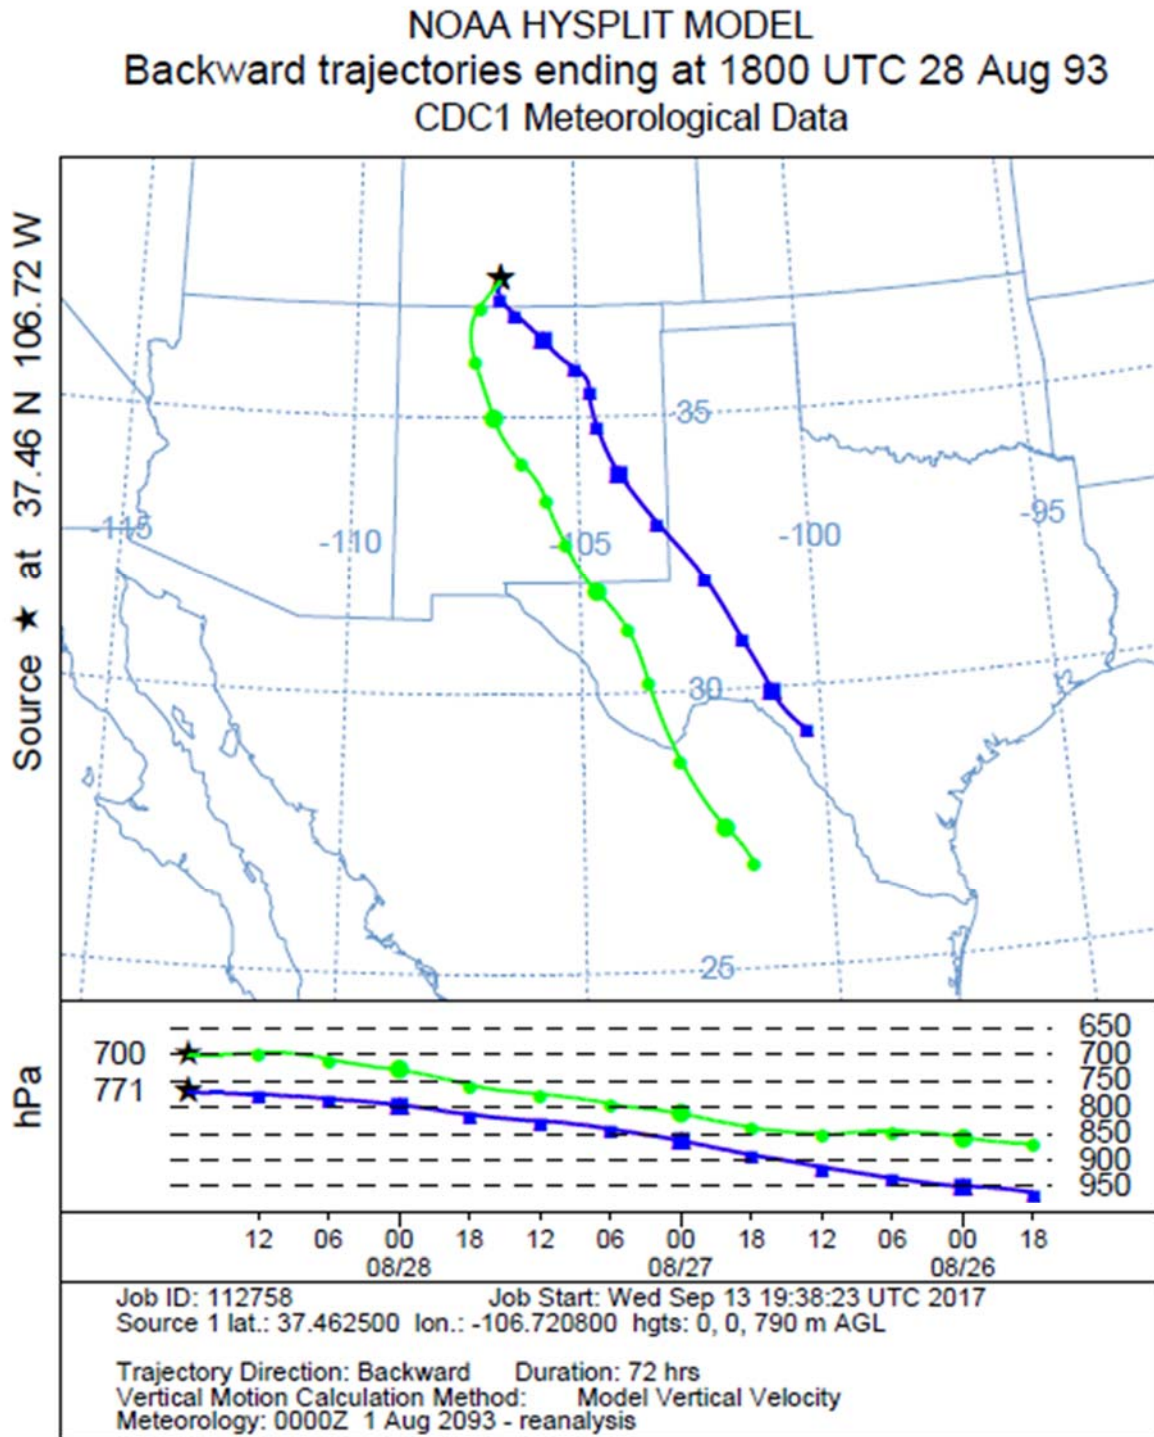 NOAA HYSPLIT MODEL
Backward trajectories ending at 1800 UTC 28 Aug 93
CDC1 Meteorological Data
Source ★ at 37.46 N 106.72 W
35
-115
-110
-105
-100
-95
30
25
hPa
700
771
650
700
750
800
850
900
950
12 06 00 18 12 06 00 18 12 06 00 18
08/28 08/27 08/26
Job ID: 112758 Job Start: Wed Sep 13 19:38:23 UTC 2017
Source 1 lat.: 37.462500 lon.: -106.720800 hgts: 0, 0, 790 m AGL
Trajectory Direction: Backward Duration: 72 hrs
Vertical Motion Calculation Method: Model Vertical Velocity
Meteorology: 0000Z 1 Aug 2093 - reanalysis